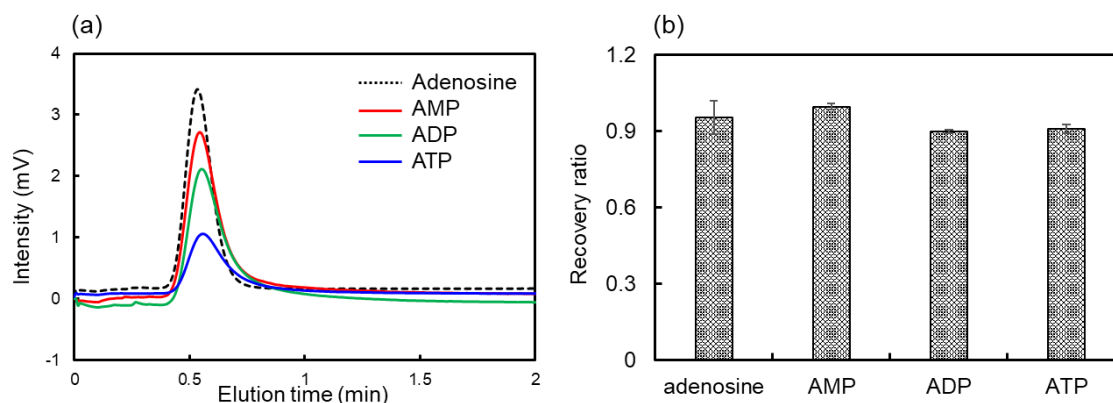 (a)
4
3
2
1
0
-1
Intensity (mV)
0
0.5
1
1.5
2
Elution time (min)
Adenosine
AMP
ADP
ATP
(b)
1.2
0.9
0.6
0.3
0
Recovery ratio
adenosine
AMP
ADP
ATP